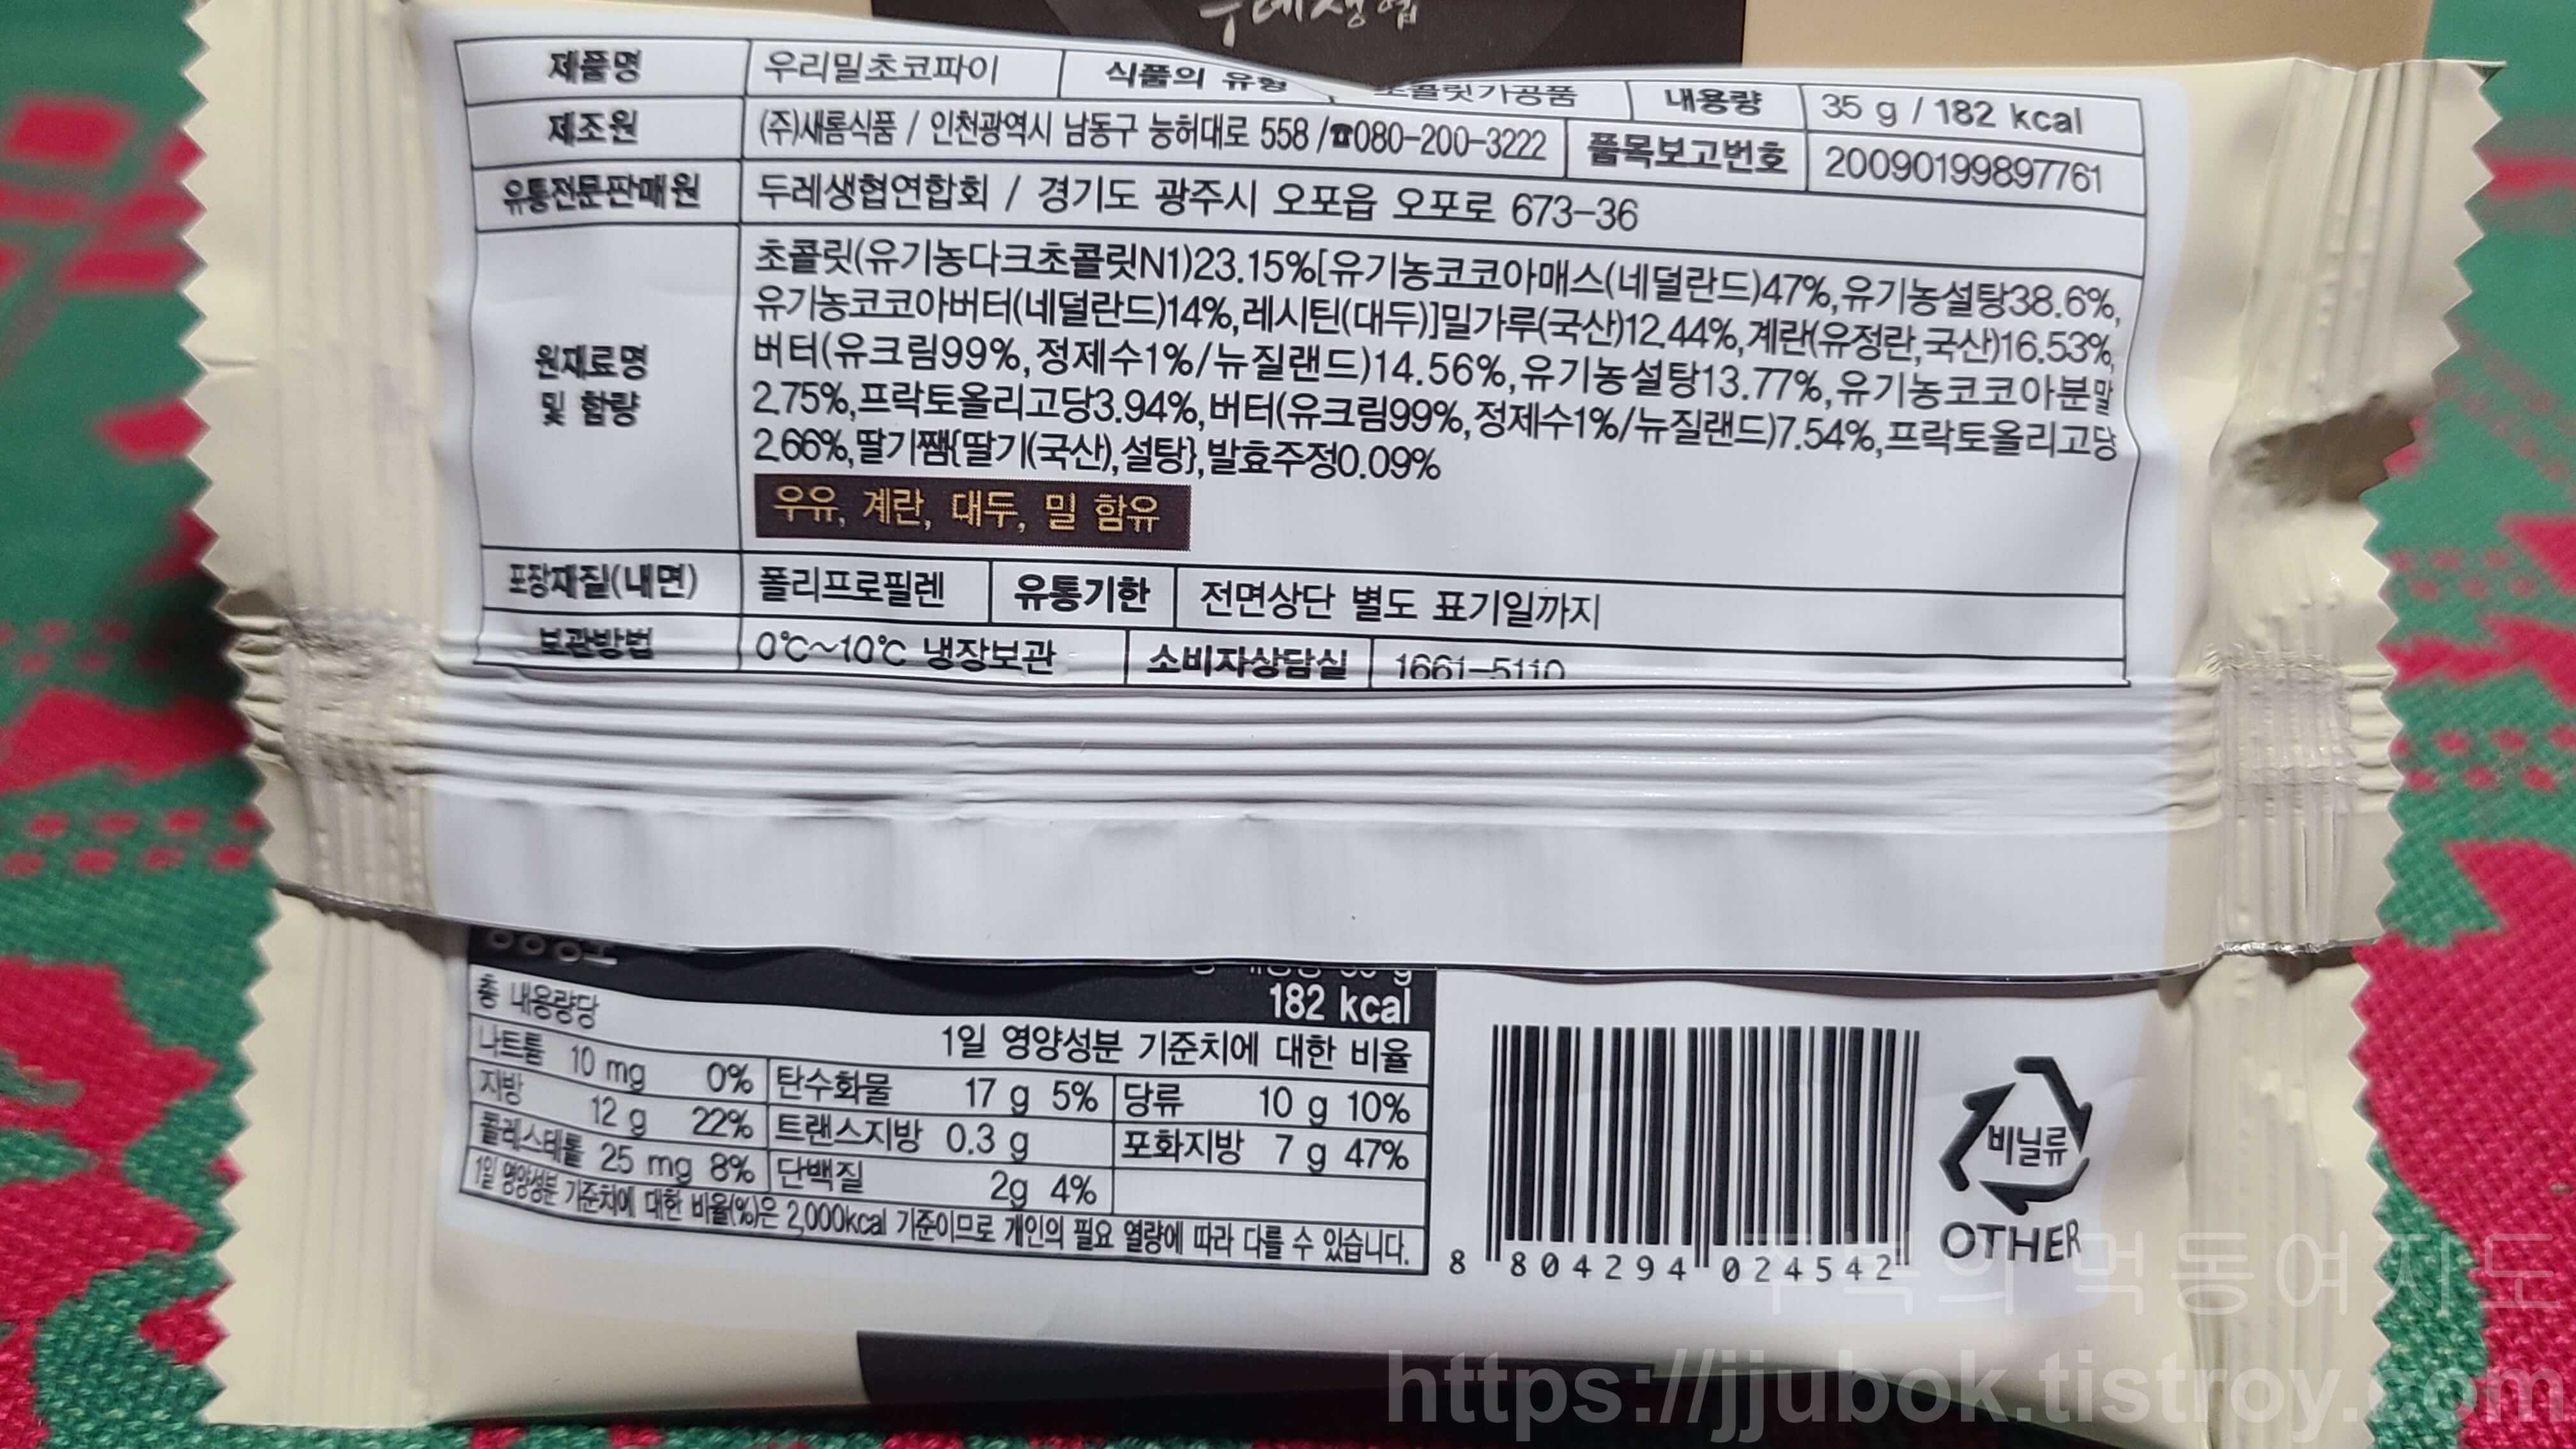 두레생협
제품명 우리밀초코파이 식품의 유형 초콜릿가공품 내용량 35 g / 182 kcal
제조원 (주)새롬식품 / 인천광역시 남동구 능허대로 558 /☎080-200-3222 품목보고번호 20090199897761
유통전문판매원 두레생협연합회 / 경기도 광주시 오포읍 오포로 673-36
원재료명 및 함량
초콜릿(유기농다크초콜릿N1)23.15%[유기농코코아매스(네덜란드)47%,유기농설탕38.6%,
유기농코코아버터(네덜란드)14%,레시틴(대두)]밀가루(국산)12.44%,계란(유정란,국산)16.53%,
버터(유크림99%,정제수1%/뉴질랜드)14.56%,유기농설탕13.77%,유기농코코아분말
2.75%,프락토올리고당3.94%,버터(유크림99%,정제수1%/뉴질랜드)7.54%,프락토올리고당
2.66%,딸기쨈{딸기(국산),설탕},발효주정0.09%
우유, 계란, 대두, 밀 함유
포장재질(내면) 폴리프로필렌 유통기한 전면상단 별도 표기일까지
보관방법 0℃~10℃ 냉장보관 소비자상담실 1661-5110
182 kcal
총 내용량당 1일 영양성분 기준치에 대한 비율
나트륨 10 mg 0% 탄수화물 17 g 5% 당류 10 g 10%
지방 12 g 22% 트랜스지방 0.3 g 포화지방 7 g 47%
콜레스테롤 25 mg 8% 단백질 2g 4%
1일 영양성분 기준치에 대한 비율(%)은 2,000kcal 기준이므로 개인의 필요 열량에 따라 다를 수 있습니다.
8 804294 024542
비닐류
OTHER
먹동여지도
https://jjubok.tistroy.com